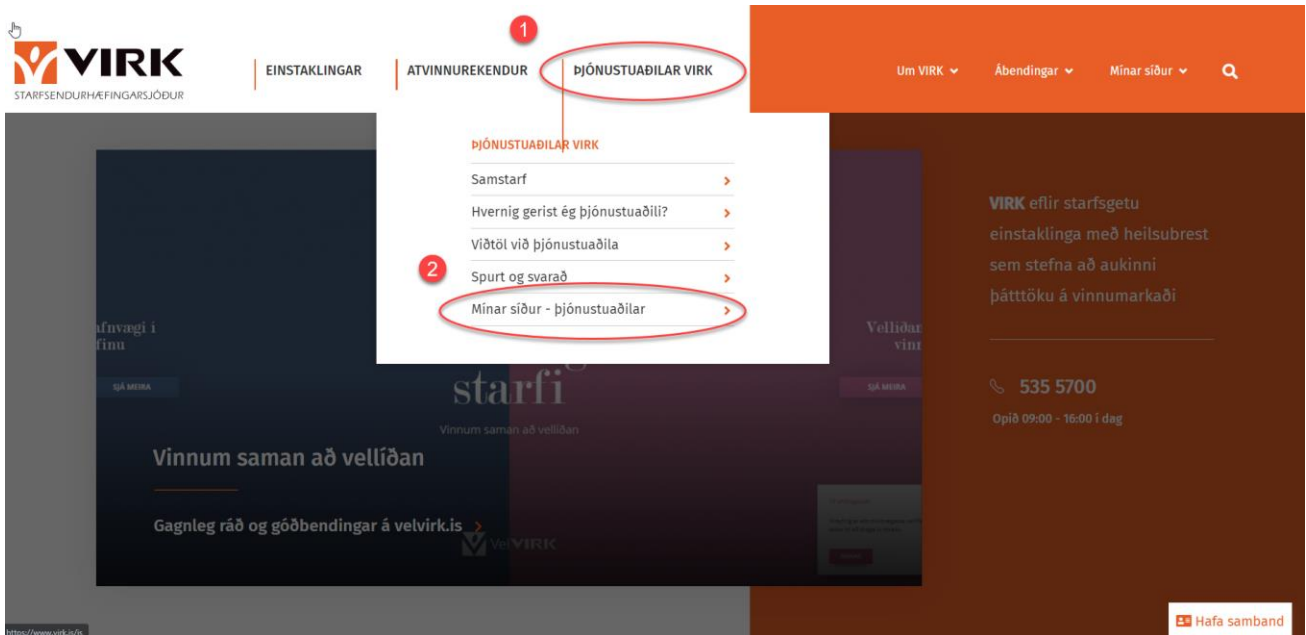 1
VIRK
STARFSENDURHÆFINGARSJÓÐUR
EINSTAKLINGAR
ATVINNUREKENDUR
ÞJÓNUSTUAÐILAR VIRK
Um VIRK
Ábendingar
Mínar síður
ÞJÓNUSTUAÐILAR VIRK
Samstarf
Hvernig gerist ég þjónustuaðili?
Viðtöl við þjónustuaðila
2
Spurt og svarað
Mínar síður - þjónustuaðilar
VIRK eflir starfsgetu
einstaklinga með heilsubrest
sem stefna að aukinni
þátttöku á vinnumarkaði
535 5700
Opið 09:00 - 16:00 í dag
afnvægi í
finu
SJÁ MEIRA
starfi
Vinnum saman að vellíðan
Vellíðan
vinn
SJÁ MEIRA
Vinnum saman að vellíðan
Gagnleg ráð og góðbendingar á velvirk.is
VelVIRK
Hafa samband
https://www.virk.is/is